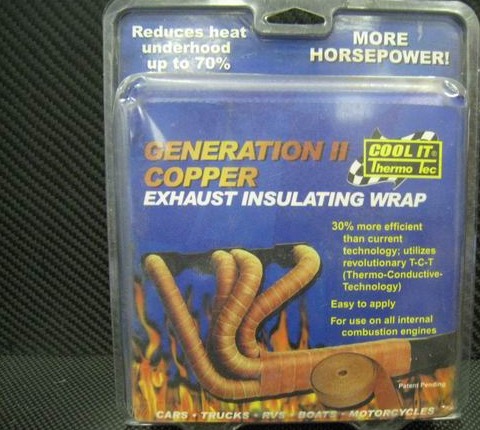 Reduces heat
underhood
up to 70%
MORE
HORSEPOWER!
GENERATION II
COPPER
EXHAUST INSULATING WRAP
COOL IT®
Thermo Tec
30% more efficient
than current
technology; utilizes
revolutionary T-C-T
(Thermo-Conductive-
Technology)
Easy to apply
For use on all internal
combustion engines
Patent Pending
CARS • TRUCKS • RVS • BOATS • MOTORCYCLES